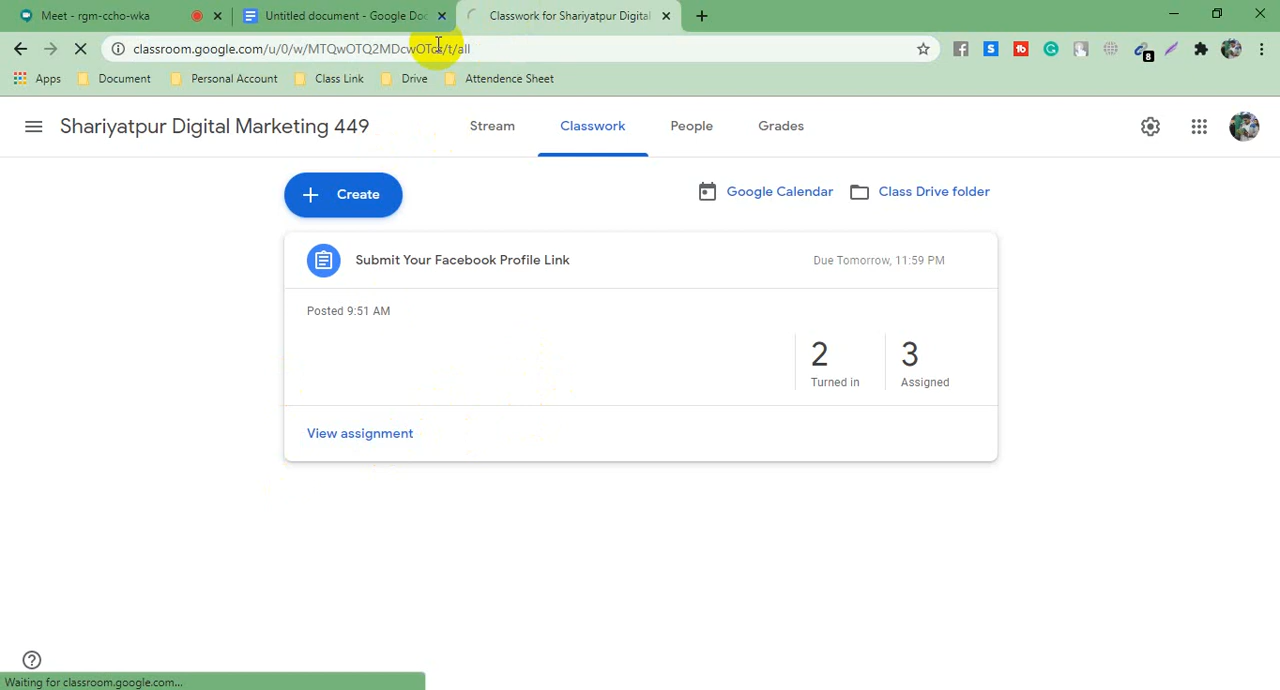 Meet - rgm-ccho-wka
Untitled document - Google Doc
Classwork for Shariyatpur Digital
classroom.google.com/u/0/w/MTQwOTQ2MDcwOTc5/t/all
8
Apps
Document
Personal Account
Class Link
Drive
Attendence Sheet
Shariyatpur Digital Marketing 449
Stream
Classwork
People
Grades
Create
Google Calendar
Class Drive folder
Submit Your Facebook Profile Link
Due Tomorrow, 11:59 PM
Posted 9:51 AM
2
Turned in
3
Assigned
View assignment
Waiting for classroom.google.com...